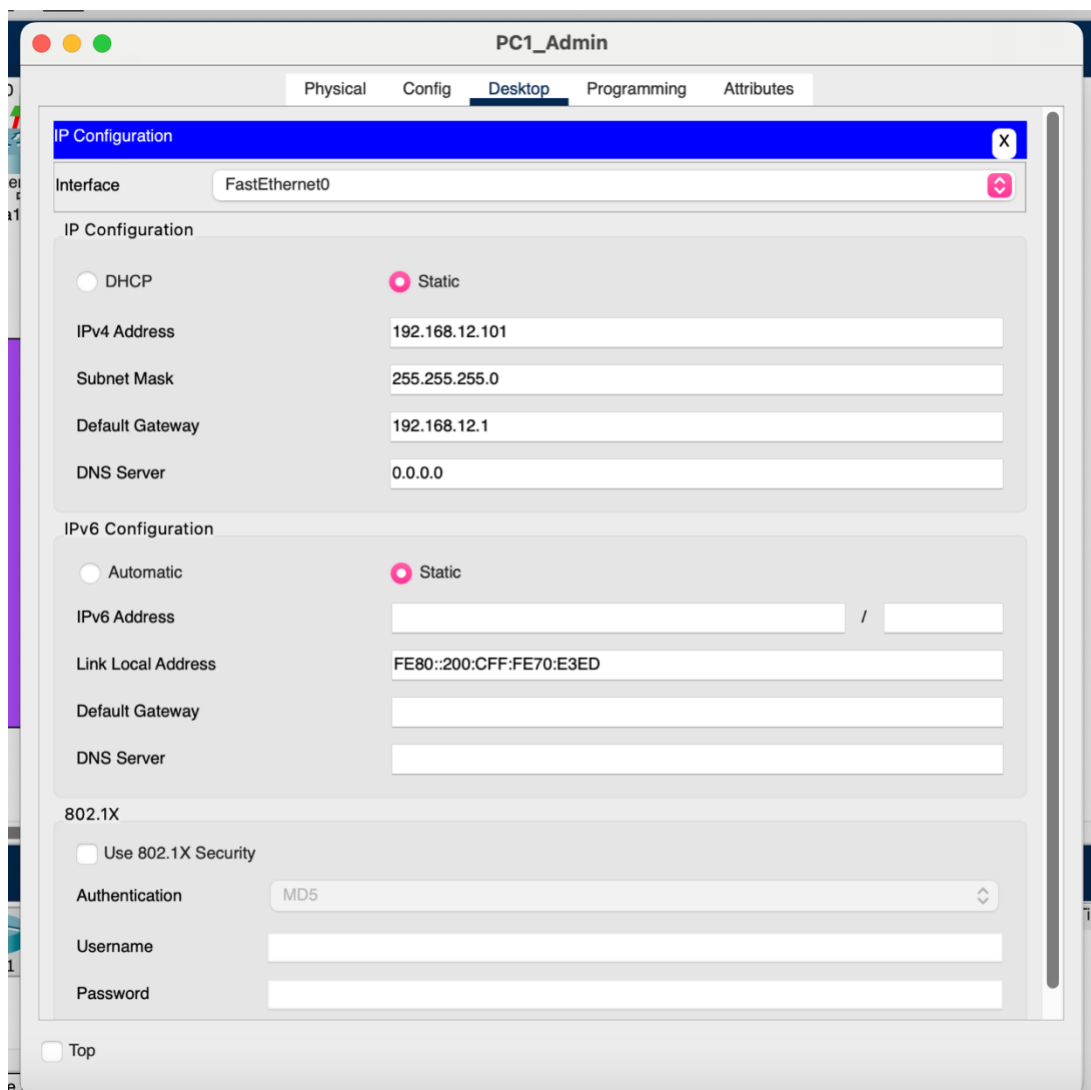 PC1_Admin
Physical Config Desktop Programming Attributes
IP Configuration X
Interface FastEthernet0
IP Configuration
DHCP Static
IPv4 Address 192.168.12.101
Subnet Mask 255.255.255.0
Default Gateway 192.168.12.1
DNS Server 0.0.0.0
IPv6 Configuration
Automatic Static
IPv6 Address /
Link Local Address FE80::200:CFF:FE70:E3ED
Default Gateway
DNS Server
802.1X
Use 802.1X Security
Authentication MD5
Username
Password
Top